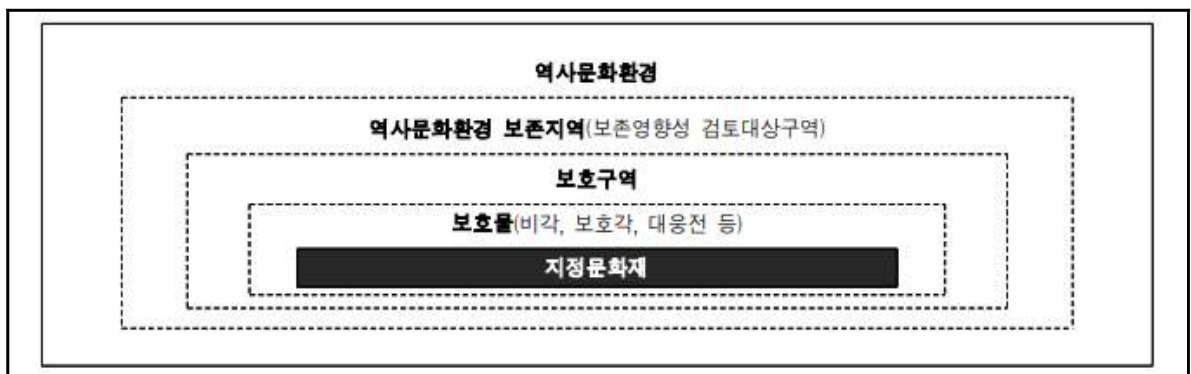 역사문화환경
역사문화환경 보존지역(보존영향성 검토대상구역)
보호구역
보호물(비각, 보호각, 대웅전 등)
지정문화재